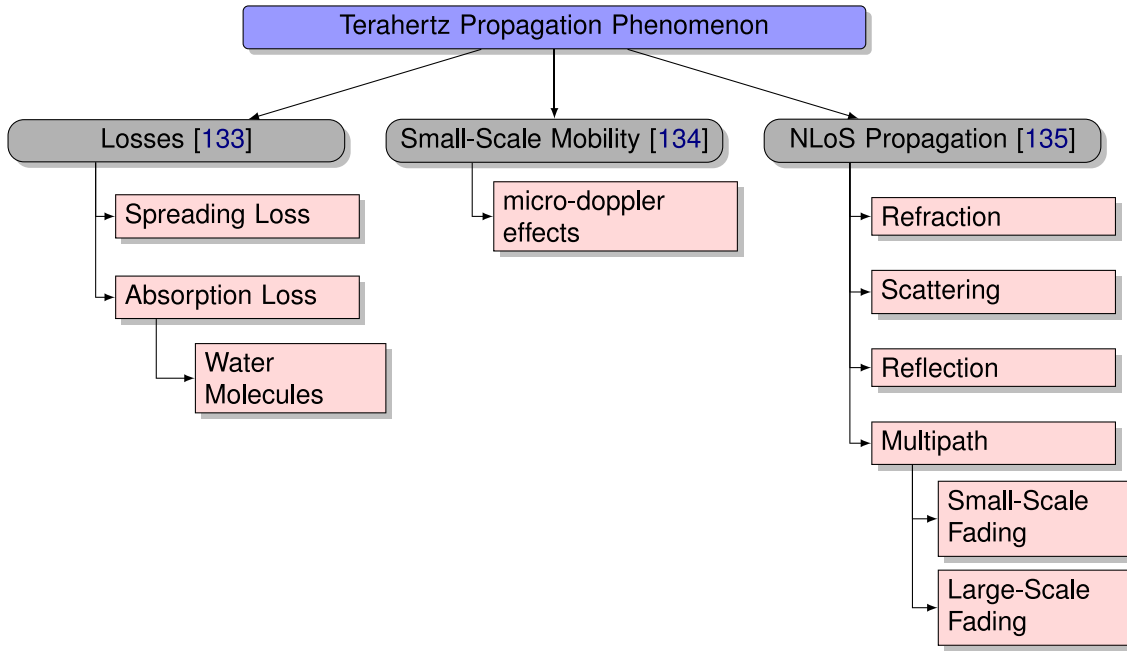 Terahertz Propagation Phenomenon
Losses [133]
Spreading Loss
Absorption Loss
Water
Molecules
Small-Scale Mobility [134]
micro-doppler
effects
NLoS Propagation [135]
Refraction
Scattering
Reflection
Multipath
Small-Scale
Fading
Large-Scale
Fading